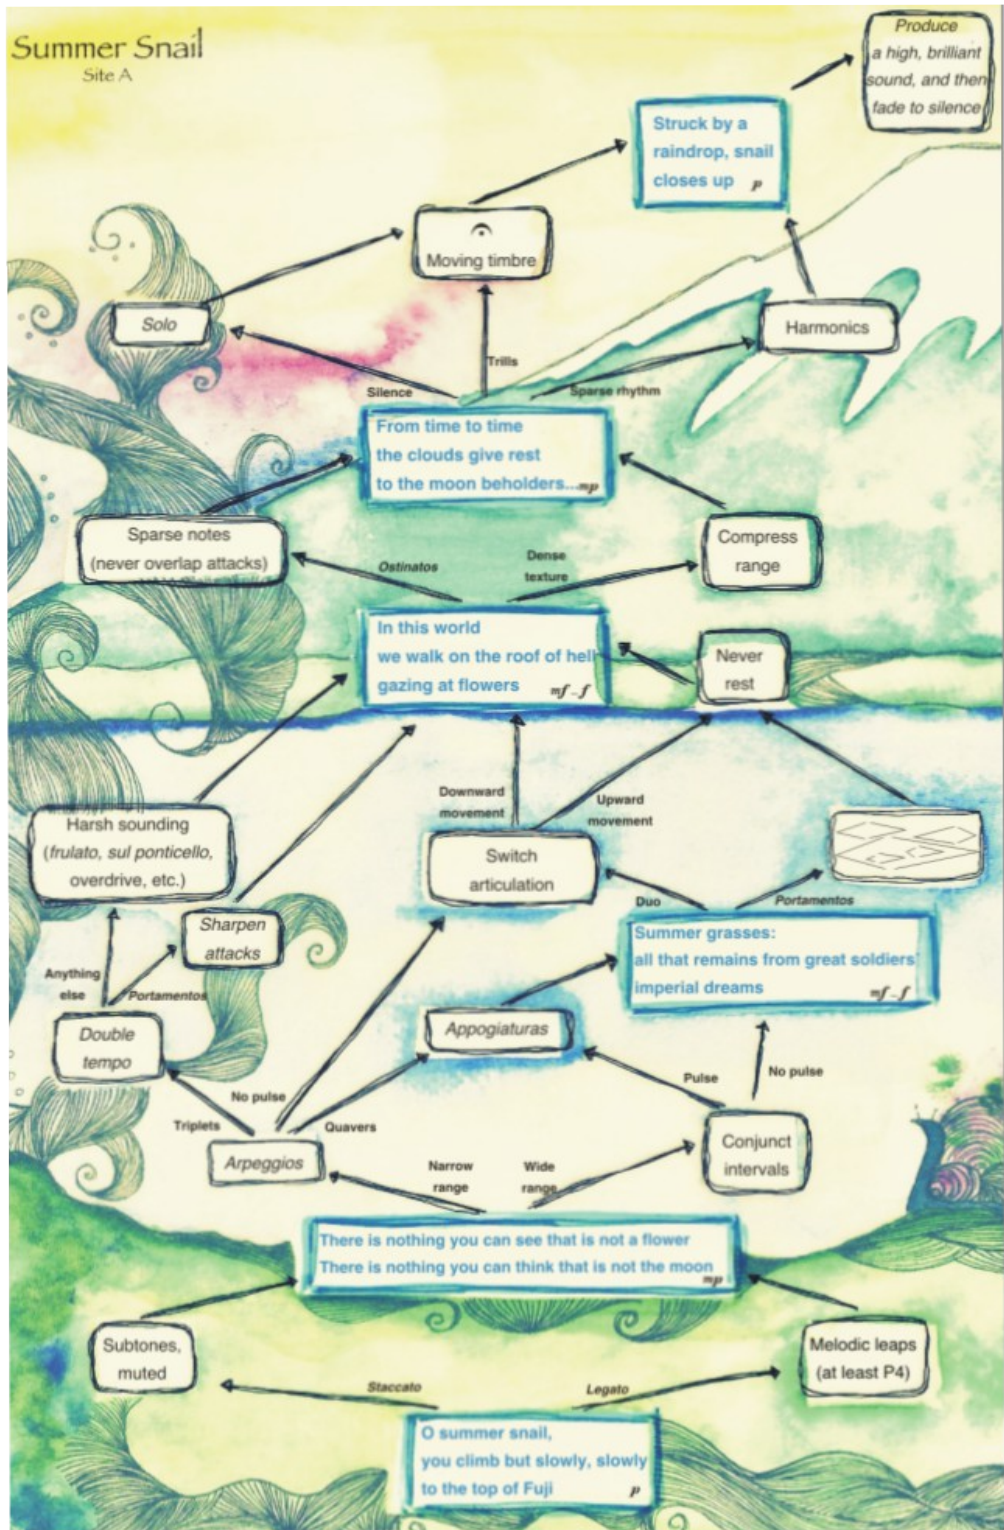 Summer Snail
Site A
Produce
a high, brilliant
sound, and then
fade to silence
Struck by a
raindrop, snail
closes up p
Moving timbre
Solo
Harmonics
Silence
Trills
Sparse rhythm
From time to time
the clouds give rest
to the moon beholders...mp
Sparse notes
(never overlap attacks)
Compress
range
Ostinatos
Dense
texture
In this world
we walk on the roof of hell
gazing at flowers mf-f
Never
rest
Downward
movement
Upward
movement
Harsh sounding
(frulato, sul ponticello,
overdrive, etc.)
Switch
articulation
Sharpen
attacks
Duo
Portamentos
Summer grasses:
all that remains from great soldiers'
imperial dreams mf-f
Anything
else
Portamentos
Double
tempo
Appogiaturas
No pulse
Triplets
Quavers
Pulse
No pulse
Arpeggios
Conjunct
intervals
Narrow
range
Wide
range
There is nothing you can see that is not a flower
There is nothing you can think that is not the moon
mp
Subtones,
muted
Melodic leaps
(at least P4)
Staccato
Legato
O summer snail,
you climb but slowly, slowly
to the top of Fuji p